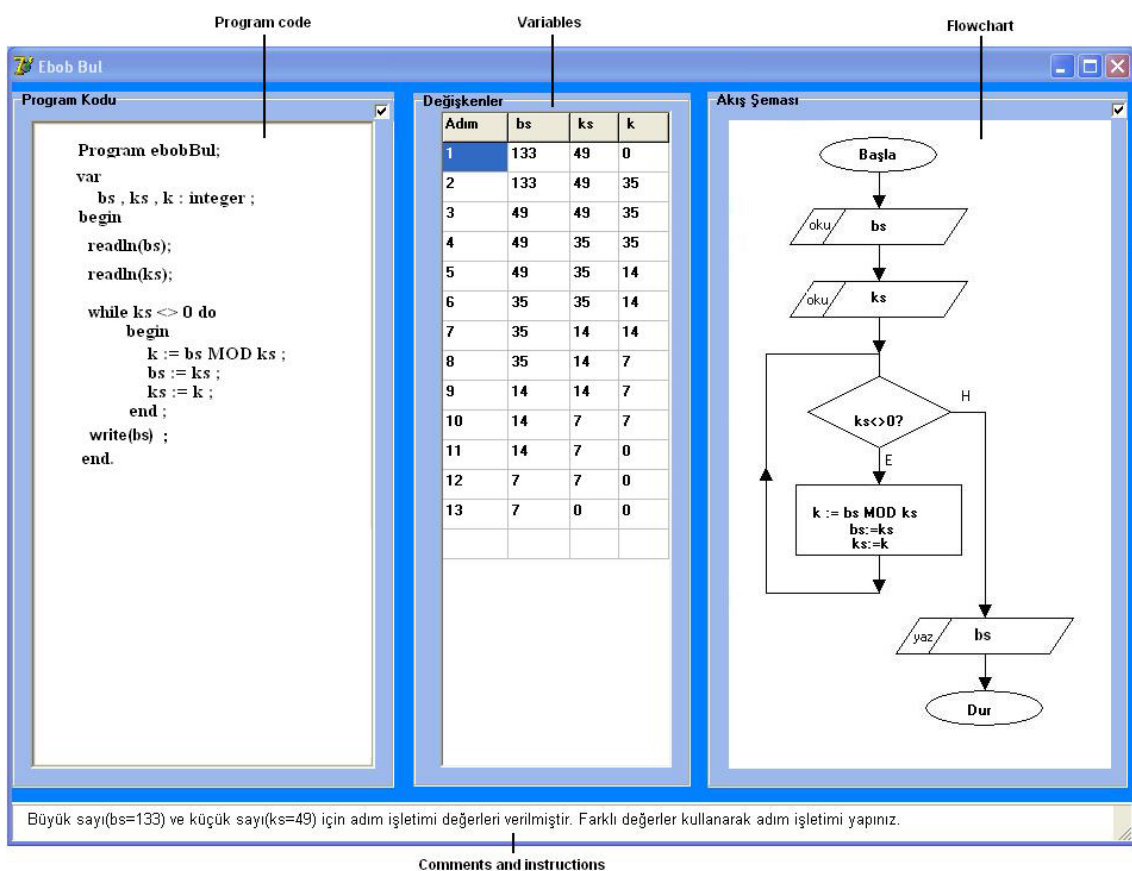 Program code
Variables
Flowchart
Ebob Bul
Program Kodu
Program ebobBul;
var
bs , ks , k : integer ;
begin
readln(bs);
readln(ks);
while ks <> 0 do
begin
k := bs MOD ks ;
bs := ks ;
ks := k ;
end ;
write(bs) ;
end.
Değişkenler
Adım bs ks k
1 133 49 0
2 133 49 35
3 49 49 35
4 49 35 35
5 49 35 14
6 35 35 14
7 35 14 14
8 35 14 7
9 14 14 7
10 14 7 7
11 14 7 0
12 7 7 0
13 7 0 0
Akış Şeması
Başla
oku bs
oku ks
ks<>0?
H
E
k := bs MOD ks
bs:=ks
ks:=k
yaz bs
Dur
Büyük sayı(bs=133) ve küçük sayı(ks=49) için adım işletimi değerleri verilmiştir. Farklı değerler kullanarak adım işletimi yapınız.
Comments and instructions